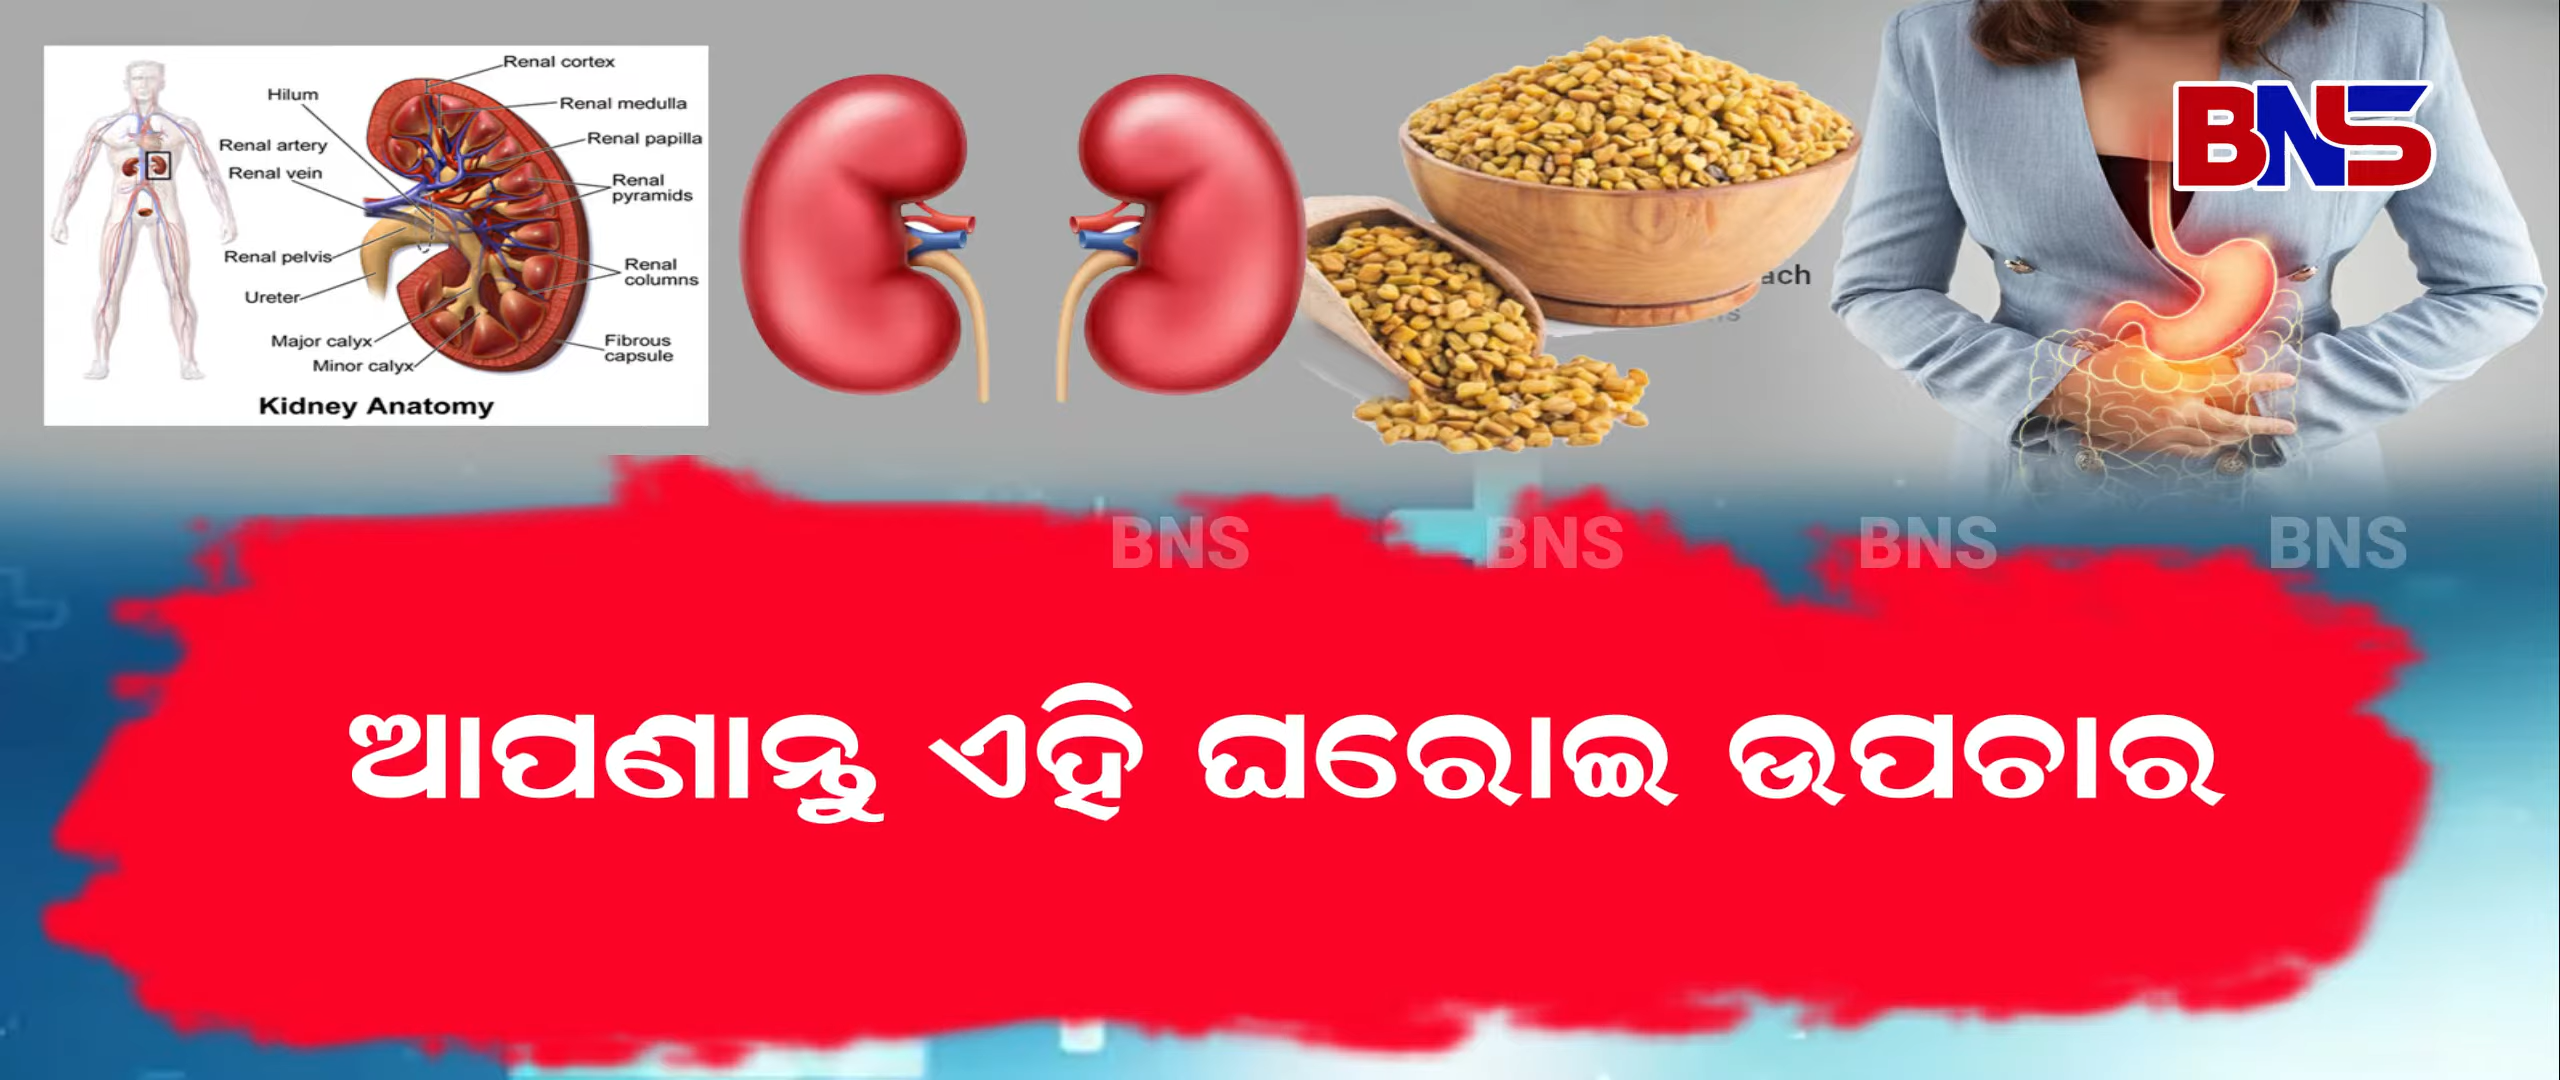 Renal cortex
Hilum
Renal medulla
Renal artery
Renal papilla
Renal vein
Renal
pyramids
Renal pelvis
Renal
columns
Ureter
Major calyx
Fibrous
capsule
Minor calyx
Kidney Anatomy
ach
BNS
BNS BNS BNS BNS
ଆପଣାନ୍ତୁ ଏହି ଘରୋଇ ଉପଚାର